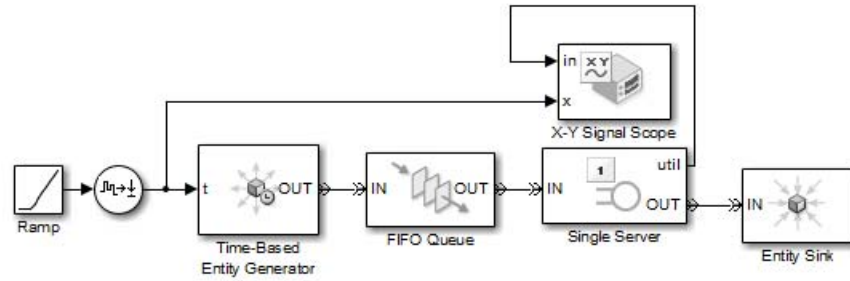 in
XY
x
X-Y Signal Scope
Ramp
t
OUT
Time-Based
Entity Generator
IN
OUT
FIFO Queue
IN
1
util
OUT
Single Server
IN
Entity Sink